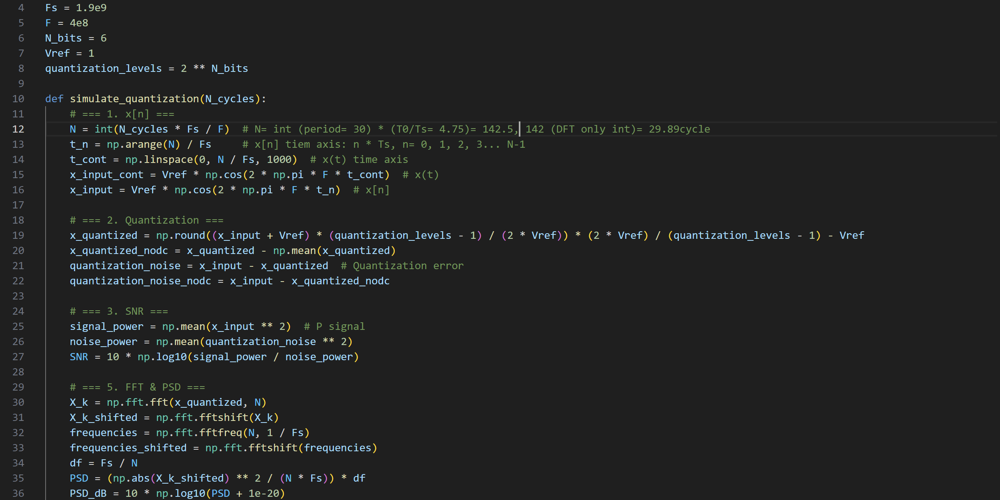 4 Fs = 1.9e9
5 F = 4e8
6 N_bits = 6
7 Vref = 1
8 quantization_levels = 2 ** N_bits
9
10 def simulate_quantization(N_cycles):
11     # === 1. x[n] ===
12     N = int(N_cycles * Fs / F)  # N= int (period= 30) * (T0/Ts= 4.75)= 142.5, 142 (DFT only int)= 29.89cycle
13     t_n = np.arange(N) / Fs     # x[n] tiem axis: n * Ts, n= 0, 1, 2, 3... N-1
14     t_cont = np.linspace(0, N / Fs, 1000)  # x(t) time axis
15     x_input_cont = Vref * np.cos(2 * np.pi * F * t_cont)  # x(t)
16     x_input = Vref * np.cos(2 * np.pi * F * t_n)  # x[n]
17
18     # === 2. Quantization ===
19     x_quantized = np.round((x_input + Vref) * (quantization_levels - 1) / (2 * Vref)) * (2 * Vref) / (quantization_levels - 1) - Vref
20     x_quantized_nodc = x_quantized - np.mean(x_quantized)
21     quantization_noise = x_input - x_quantized  # Quantization error
22     quantization_noise_nodc = x_input - x_quantized_nodc
23
24     # === 3. SNR ===
25     signal_power = np.mean(x_input ** 2)  # P signal
26     noise_power = np.mean(quantization_noise ** 2)
27     SNR = 10 * np.log10(signal_power / noise_power)
28
29     # === 5. FFT & PSD ===
30     X_k = np.fft.fft(x_quantized, N)
31     X_k_shifted = np.fft.fftshift(X_k)
32     frequencies = np.fft.fftfreq(N, 1 / Fs)
33     frequencies_shifted = np.fft.fftshift(frequencies)
34     df = Fs / N
35     PSD = (np.abs(X_k_shifted) ** 2 / (N * Fs)) * df
36     PSD_dB = 10 * np.log10(PSD + 1e-20)